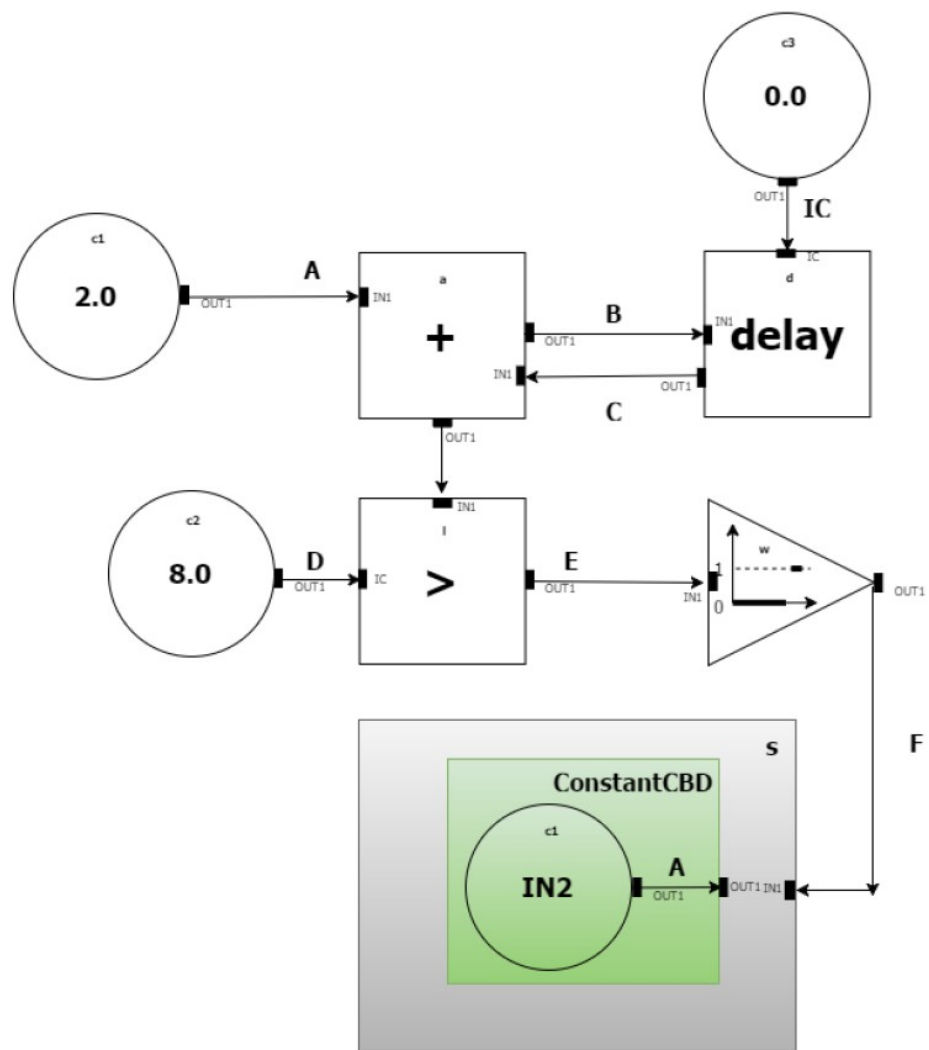 c3
0.0
OUT1
IC
c1
2.0
OUT1
A
IN1
a
+
OUT1
B
IN1
IC
d
delay
IN1
C
OUT1
OUT1
c2
8.0
OUT1
D
IC
IN1
l
>
OUT1
E
IN1
1
0
w
OUT1
F
s
ConstantCBD
c1
IN2
OUT1
A
OUT1
IN1